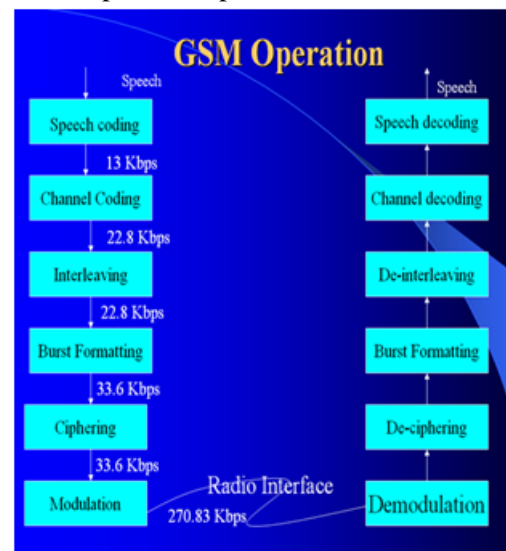 GSM Operation
Speech
Speech coding
13 Kbps
Channel Coding
22.8 Kbps
Interleaving
22.8 Kbps
Burst Formatting
33.6 Kbps
Ciphering
33.6 Kbps
Modulation
Radio Interface
270.83 Kbps
Speech
Speech decoding
Channel decoding
De-interleaving
Burst Formatting
De-ciphering
Demodulation